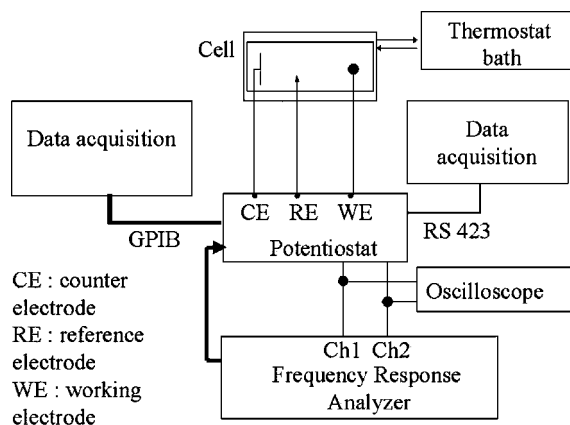 Cell
Thermostat
bath
Data acquisition
Data
acquisition
CE RE WE
Potentiostat
GPIB
RS 423
Oscilloscope
CE : counter
electrode
RE : reference
electrode
WE : working
electrode
Ch1 Ch2
Frequency Response
Analyzer